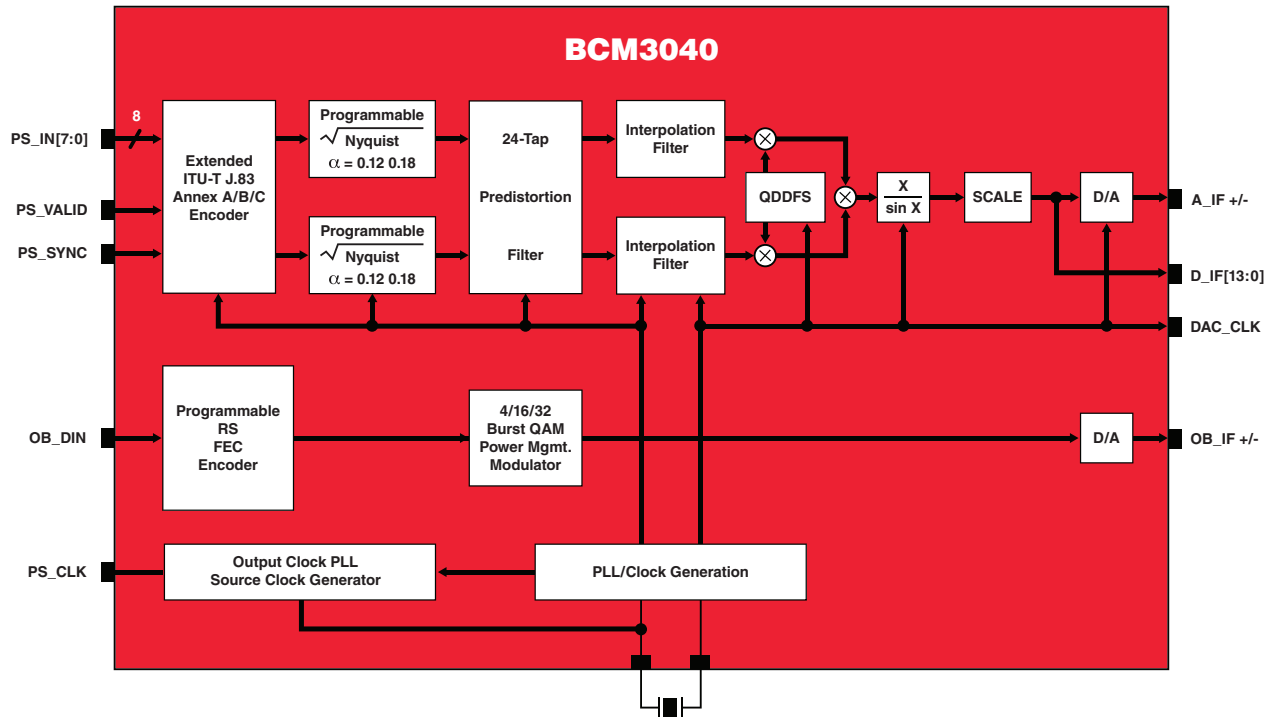 BCM3040
PS_IN[7:0]
8
PS_VALID
PS_SYNC
Extended
ITU-T J.83
Annex A/B/C
Encoder
Programmable
√Nyquist
α = 0.12 0.18
Programmable
√Nyquist
α = 0.12 0.18
24-Tap
Predistortion
Filter
Interpolation
Filter
Interpolation
Filter
QDDFS
X
sin X
SCALE
D/A
A_IF +/-
D_IF[13:0]
DAC_CLK
OB_DIN
Programmable
RS
FEC
Encoder
4/16/32
Burst QAM
Power Mgmt.
Modulator
D/A
OB_IF +/-
PS_CLK
Output Clock PLL
Source Clock Generator
PLL/Clock Generation